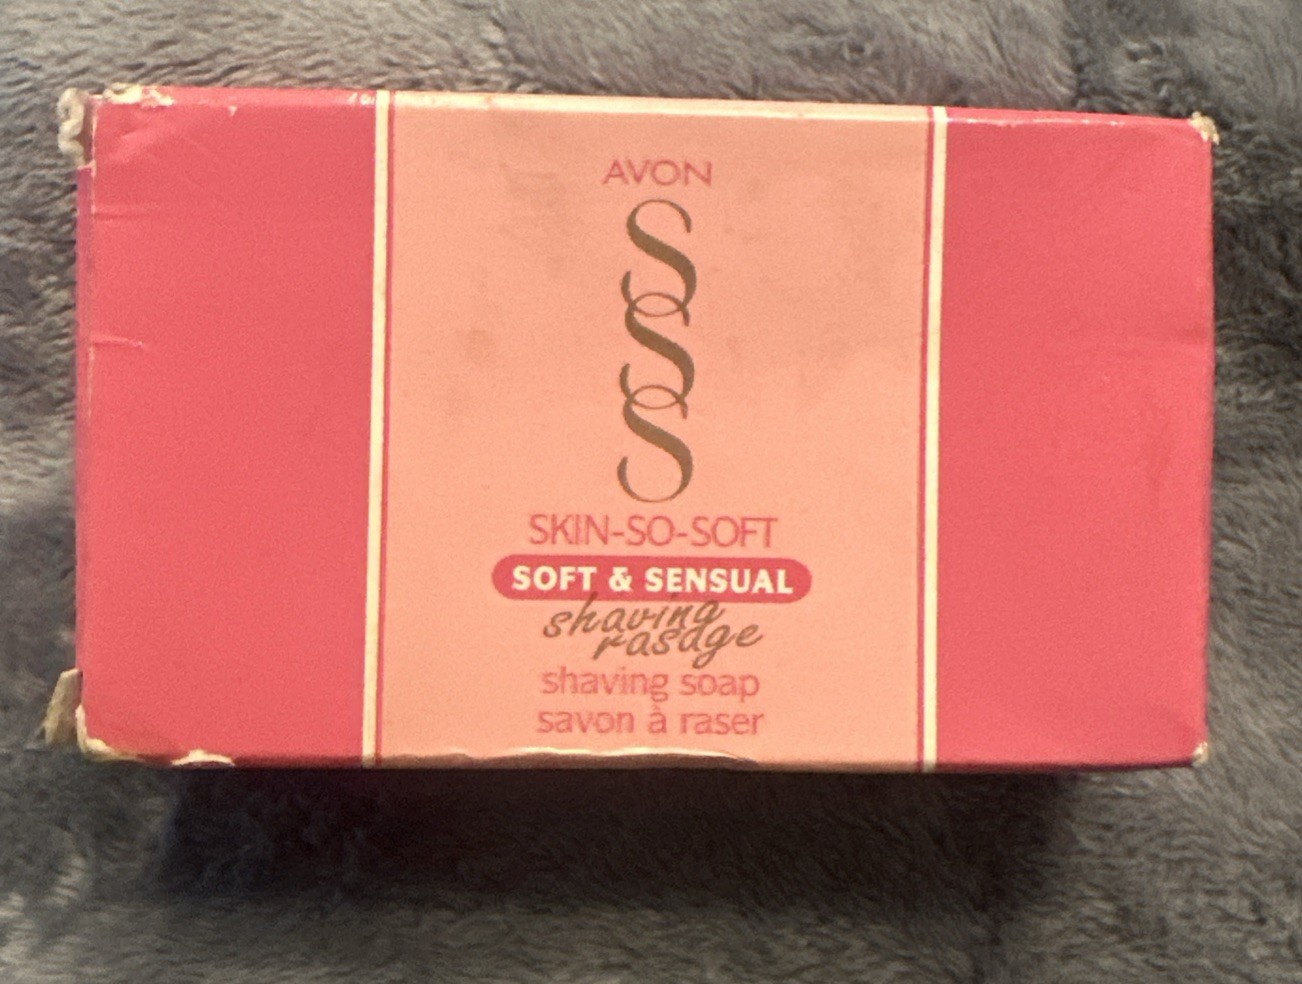 AVON
SSS
SKIN-SO-SOFT
SOFT & SENSUAL
shaving
rasage
shaving soap
savon à raser